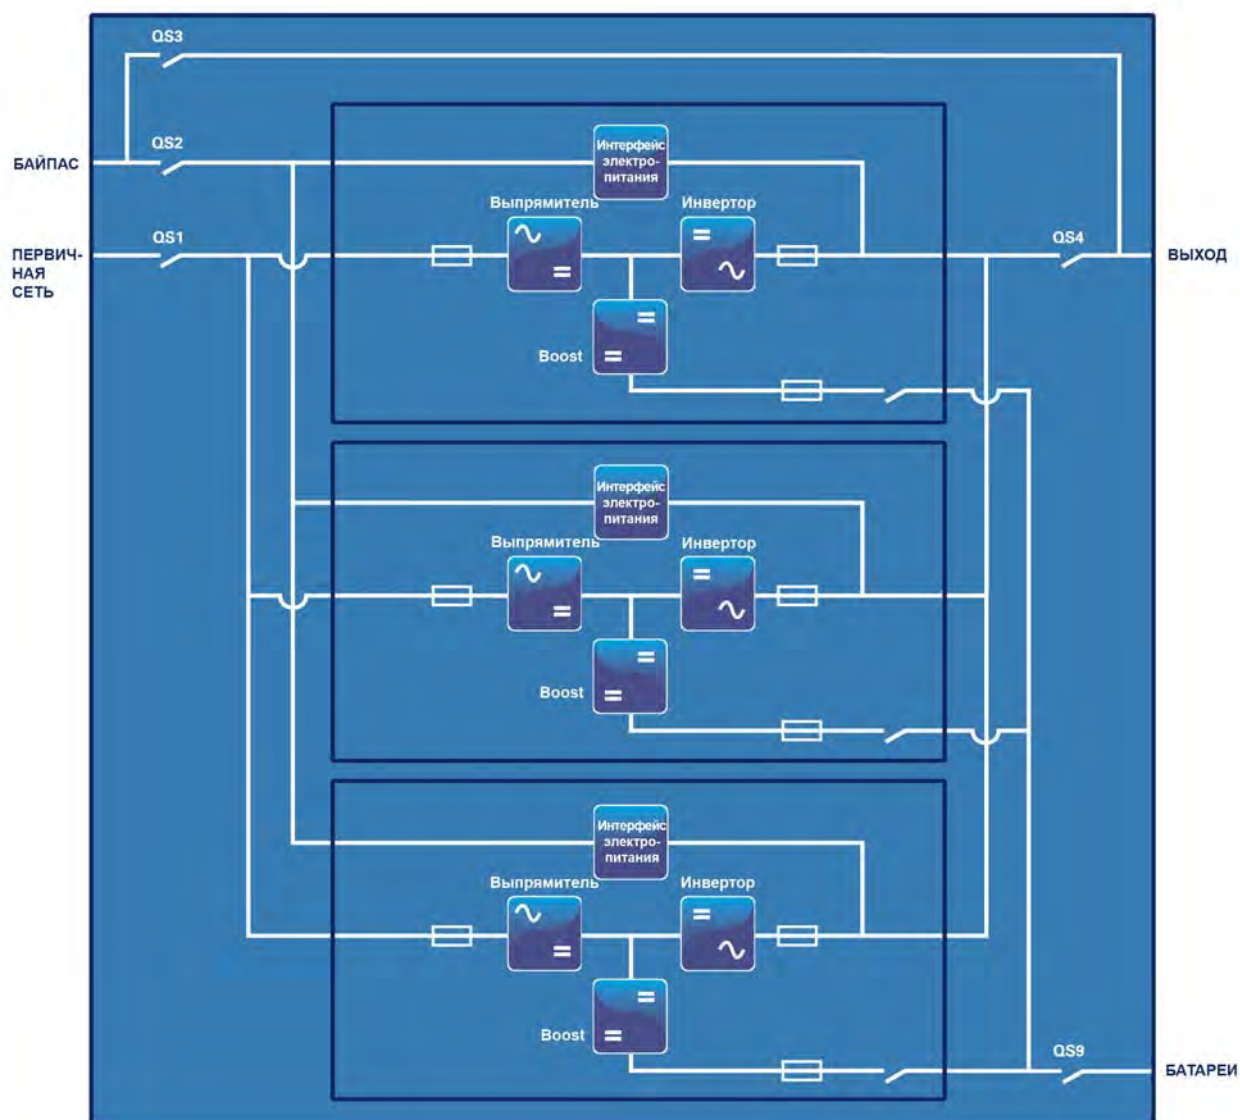 QS3
QS2
БАЙПАС
Интерфейс
электро-
питания
Выпрямитель
Инвертор
QS1
ПЕРВИЧ-
НАЯ
СЕТЬ
QS4
ВЫХОД
Boost
Интерфейс
электро-
питания
Выпрямитель
Инвертор
Boost
Интерфейс
электро-
питания
Выпрямитель
Инвертор
Boost
QS9
БАТАРЕИ